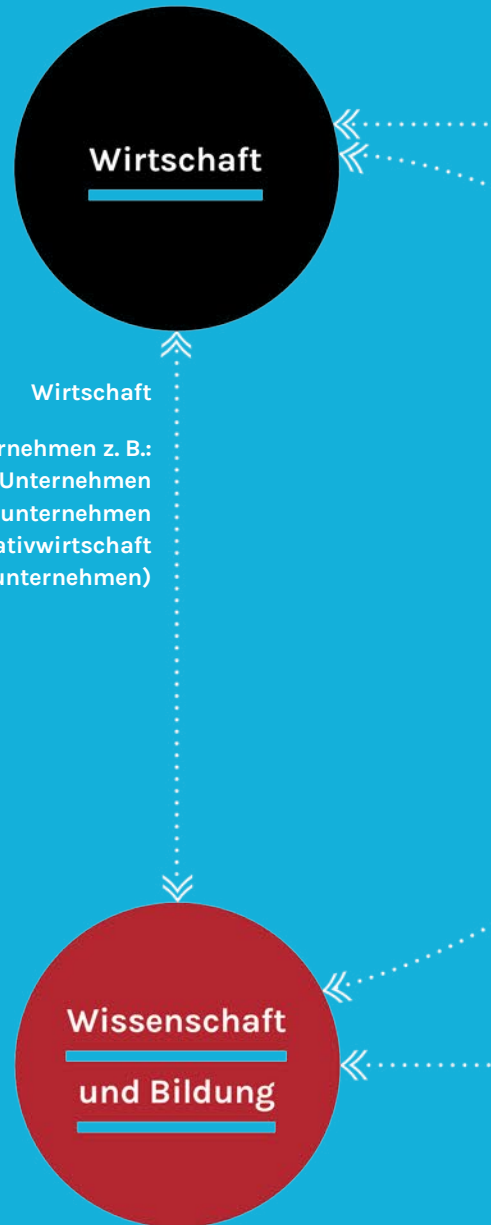 Wirtschaft
Wirtschaft
rnehmen z. B.:
Unternehmen
unternehmen
ativwirtschaft
unternehmen)
Wissenschaft
und Bildung